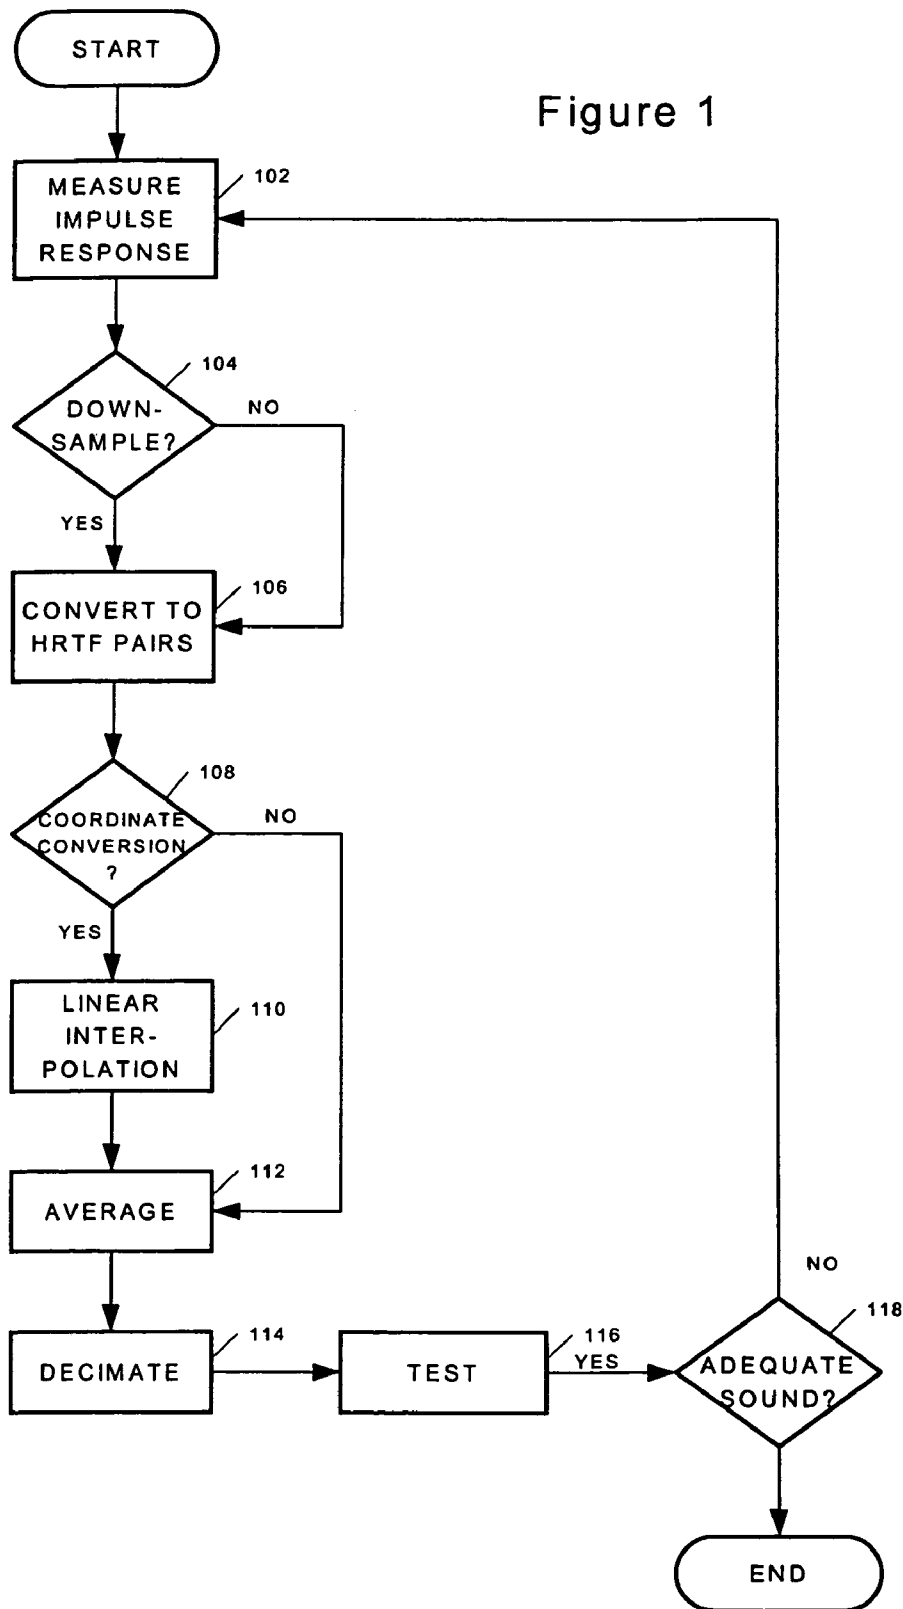 START
Figure 1
102
MEASURE
IMPULSE
RESPONSE
104
DOWN-
SAMPLE?
NO
YES
106
CONVERT TO
HRTF PAIRS
108
COORDINATE
CONVERSION
?
NO
YES
110
LINEAR
INTER-
POLATION
112
AVERAGE
114
DECIMATE
116
TEST
YES
NO
118
ADEQUATE
SOUND?
END